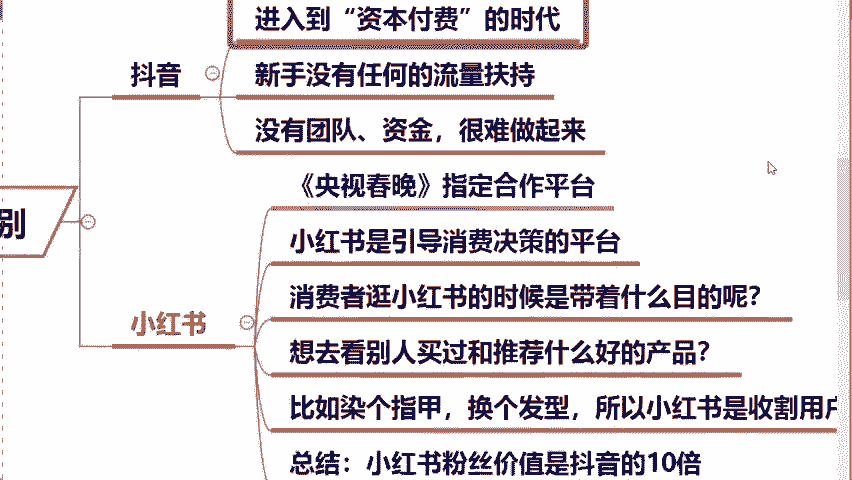 进入到“资本付费”的时代
抖音
新手没有任何的流量扶持
没有团队、资金，很难做起来
《央视春晚》指定合作平台
别
小红书是引导消费决策的平台
消费者逛小红书的时候是带着什么目的呢？
小红书
想去看别人买过和推荐什么好的产品？
比如染个指甲，换个发型，所以小红书是收割用
总结：小红书粉丝价值是抖音的10倍